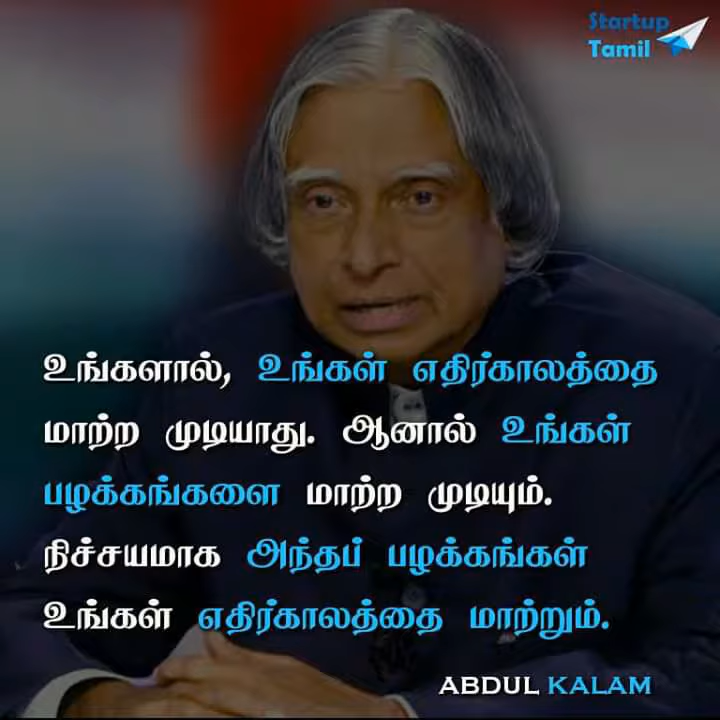 Startup
Tamil
உங்களால், உங்கள் எதிர்காலத்தை
மாற்ற முடியாது. ஆனால் உங்கள்
பழக்கங்களை மாற்ற முடியும்.
நிச்சயமாக அந்தப் பழக்கங்கள்
உங்கள் எதிர்காலத்தை மாற்றும்.
ABDUL KALAM